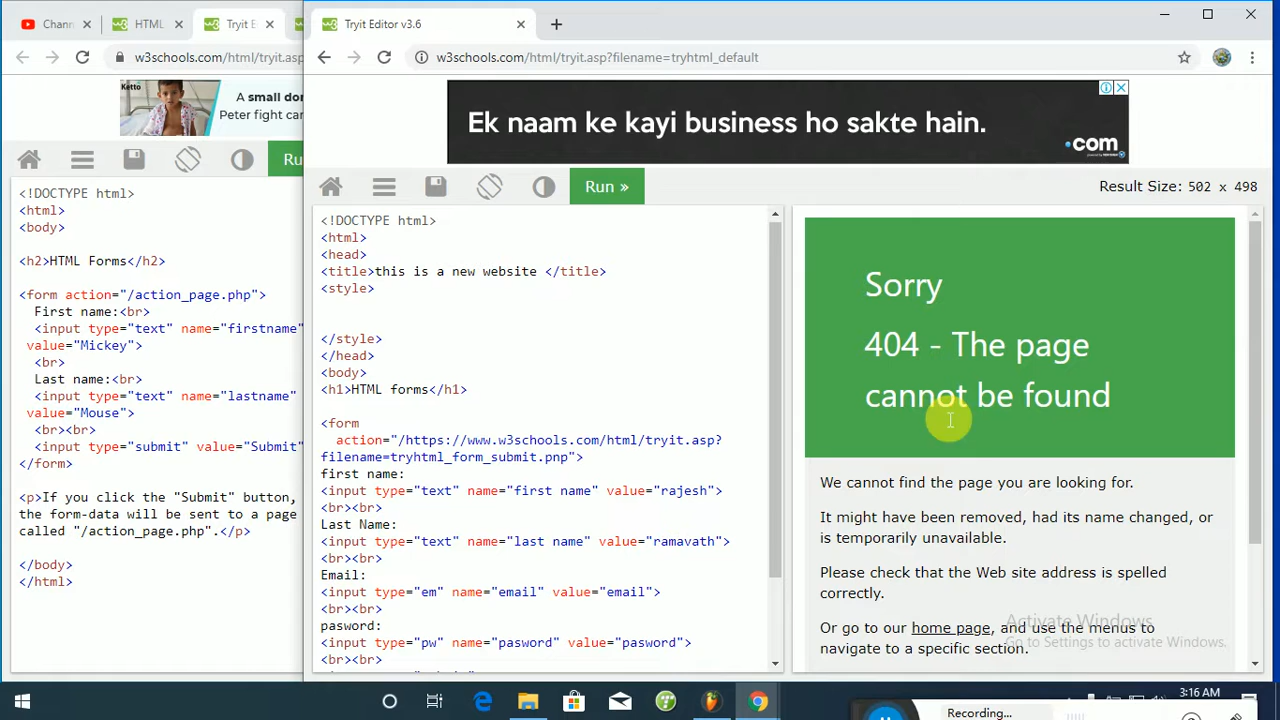 Chann
HTML
Tryit E
Tryit Editor v3.6
w3schools.com/html/tryit.asp
w3schools.com/html/tryit.asp?filename=tryhtml_default
Ketto
A small don
Peter fight can
Ek naam ke kayi business ho sakte hain.
.com
Ru
Run »
Result Size: 502 x 498
<!DOCTYPE html>
<html>
<body>
<h2>HTML Forms</h2>
<form action="/action_page.php">
First name:<br>
<input type="text" name="firstname"
value="Mickey">
<br>
Last name:<br>
<input type="text" name="lastname"
value="Mouse">
<br><br>
<input type="submit" value="Submit"
</form>
<p>If you click the "Submit" button,
the form-data will be sent to a page
called "/action_page.php".</p>
</body>
</html>
<!DOCTYPE html>
<html>
<head>
<title>this is a new website </title>
<style>
</style>
</head>
<body>
<h1>HTML forms</h1>
<form
action="/https://www.w3schools.com/html/tryit.asp?
filename=tryhtml_form_submit.pnp">
first name:
<input type="text" name="first name" value="rajesh">
<br><br>
Last Name:
<input type="text" name="last name" value="ramavath">
<br><br>
Email:
<input type="em" name="email" value="email">
<br><br>
pasword:
<input type="pw" name="pasword" value="pasword">
<br><br>
Sorry
404 - The page
cannot be found
We cannot find the page you are looking for.
It might have been removed, had its name changed, or
is temporarily unavailable.
Please check that the Web site address is spelled
correctly.
Or go to our home page, and use the menus to
navigate to a specific section.
Activate Windows
Go to Settings to activate Windows.
3:16 AM
Recording...